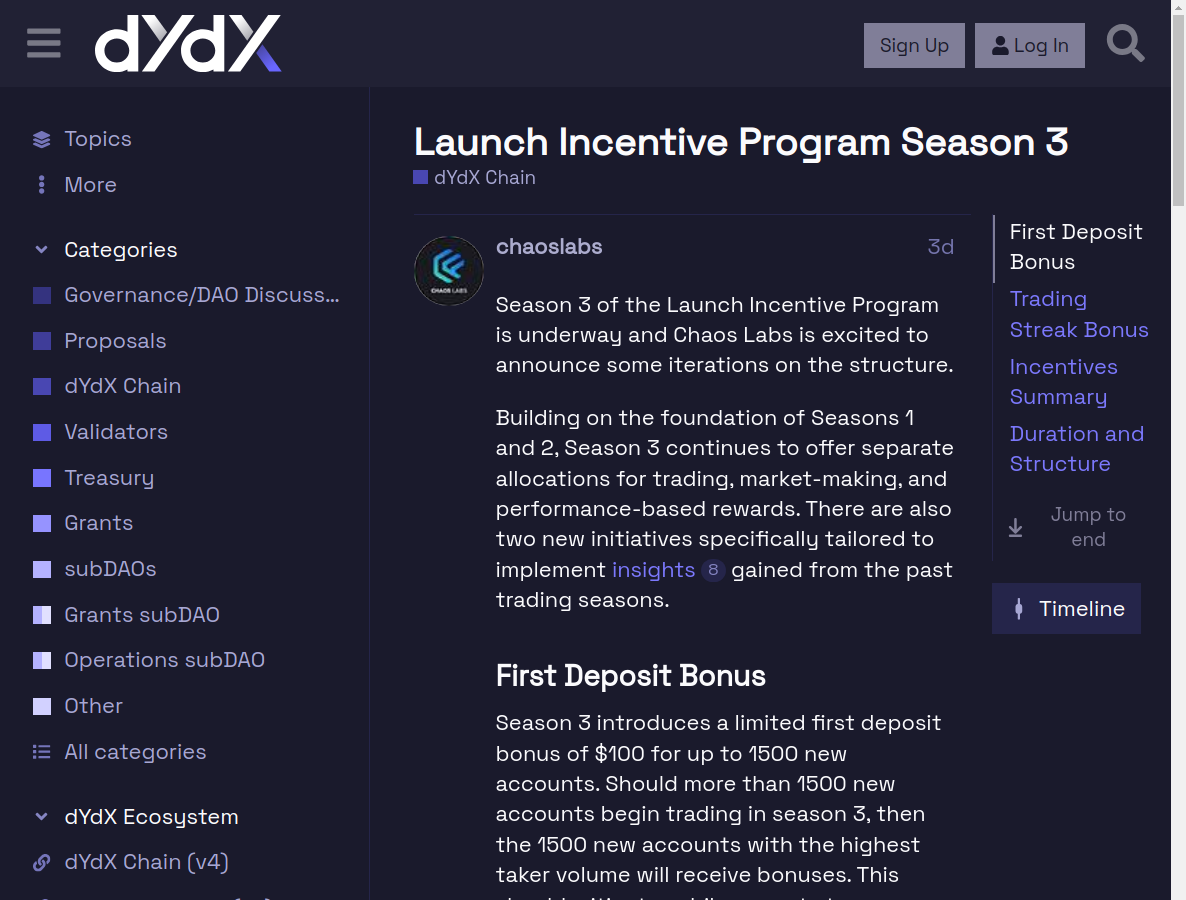 dYdX
Sign Up
Log In
Topics
More
Categories
Governance/DAO Discuss...
Proposals
dYdX Chain
Validators
Treasury
Grants
subDAOs
Grants subDAO
Operations subDAO
Other
All categories
dYdX Ecosystem
dYdX Chain (v4)
Launch Incentive Program Season 3
dYdX Chain
CHAOS LABS
chaoslabs
3d
Season 3 of the Launch Incentive Program
is underway and Chaos Labs is excited to
announce some iterations on the structure.
Building on the foundation of Seasons 1
and 2, Season 3 continues to offer separate
allocations for trading, market-making, and
performance-based rewards. There are also
two new initiatives specifically tailored to
implement insights 8 gained from the past
trading seasons.
First Deposit Bonus
Season 3 introduces a limited first deposit
bonus of $100 for up to 1500 new
accounts. Should more than 1500 new
accounts begin trading in season 3, then
the 1500 new accounts with the highest
taker volume will receive bonuses. This
First Deposit
Bonus
Trading
Streak Bonus
Incentives
Summary
Duration and
Structure
Jump to
end
Timeline